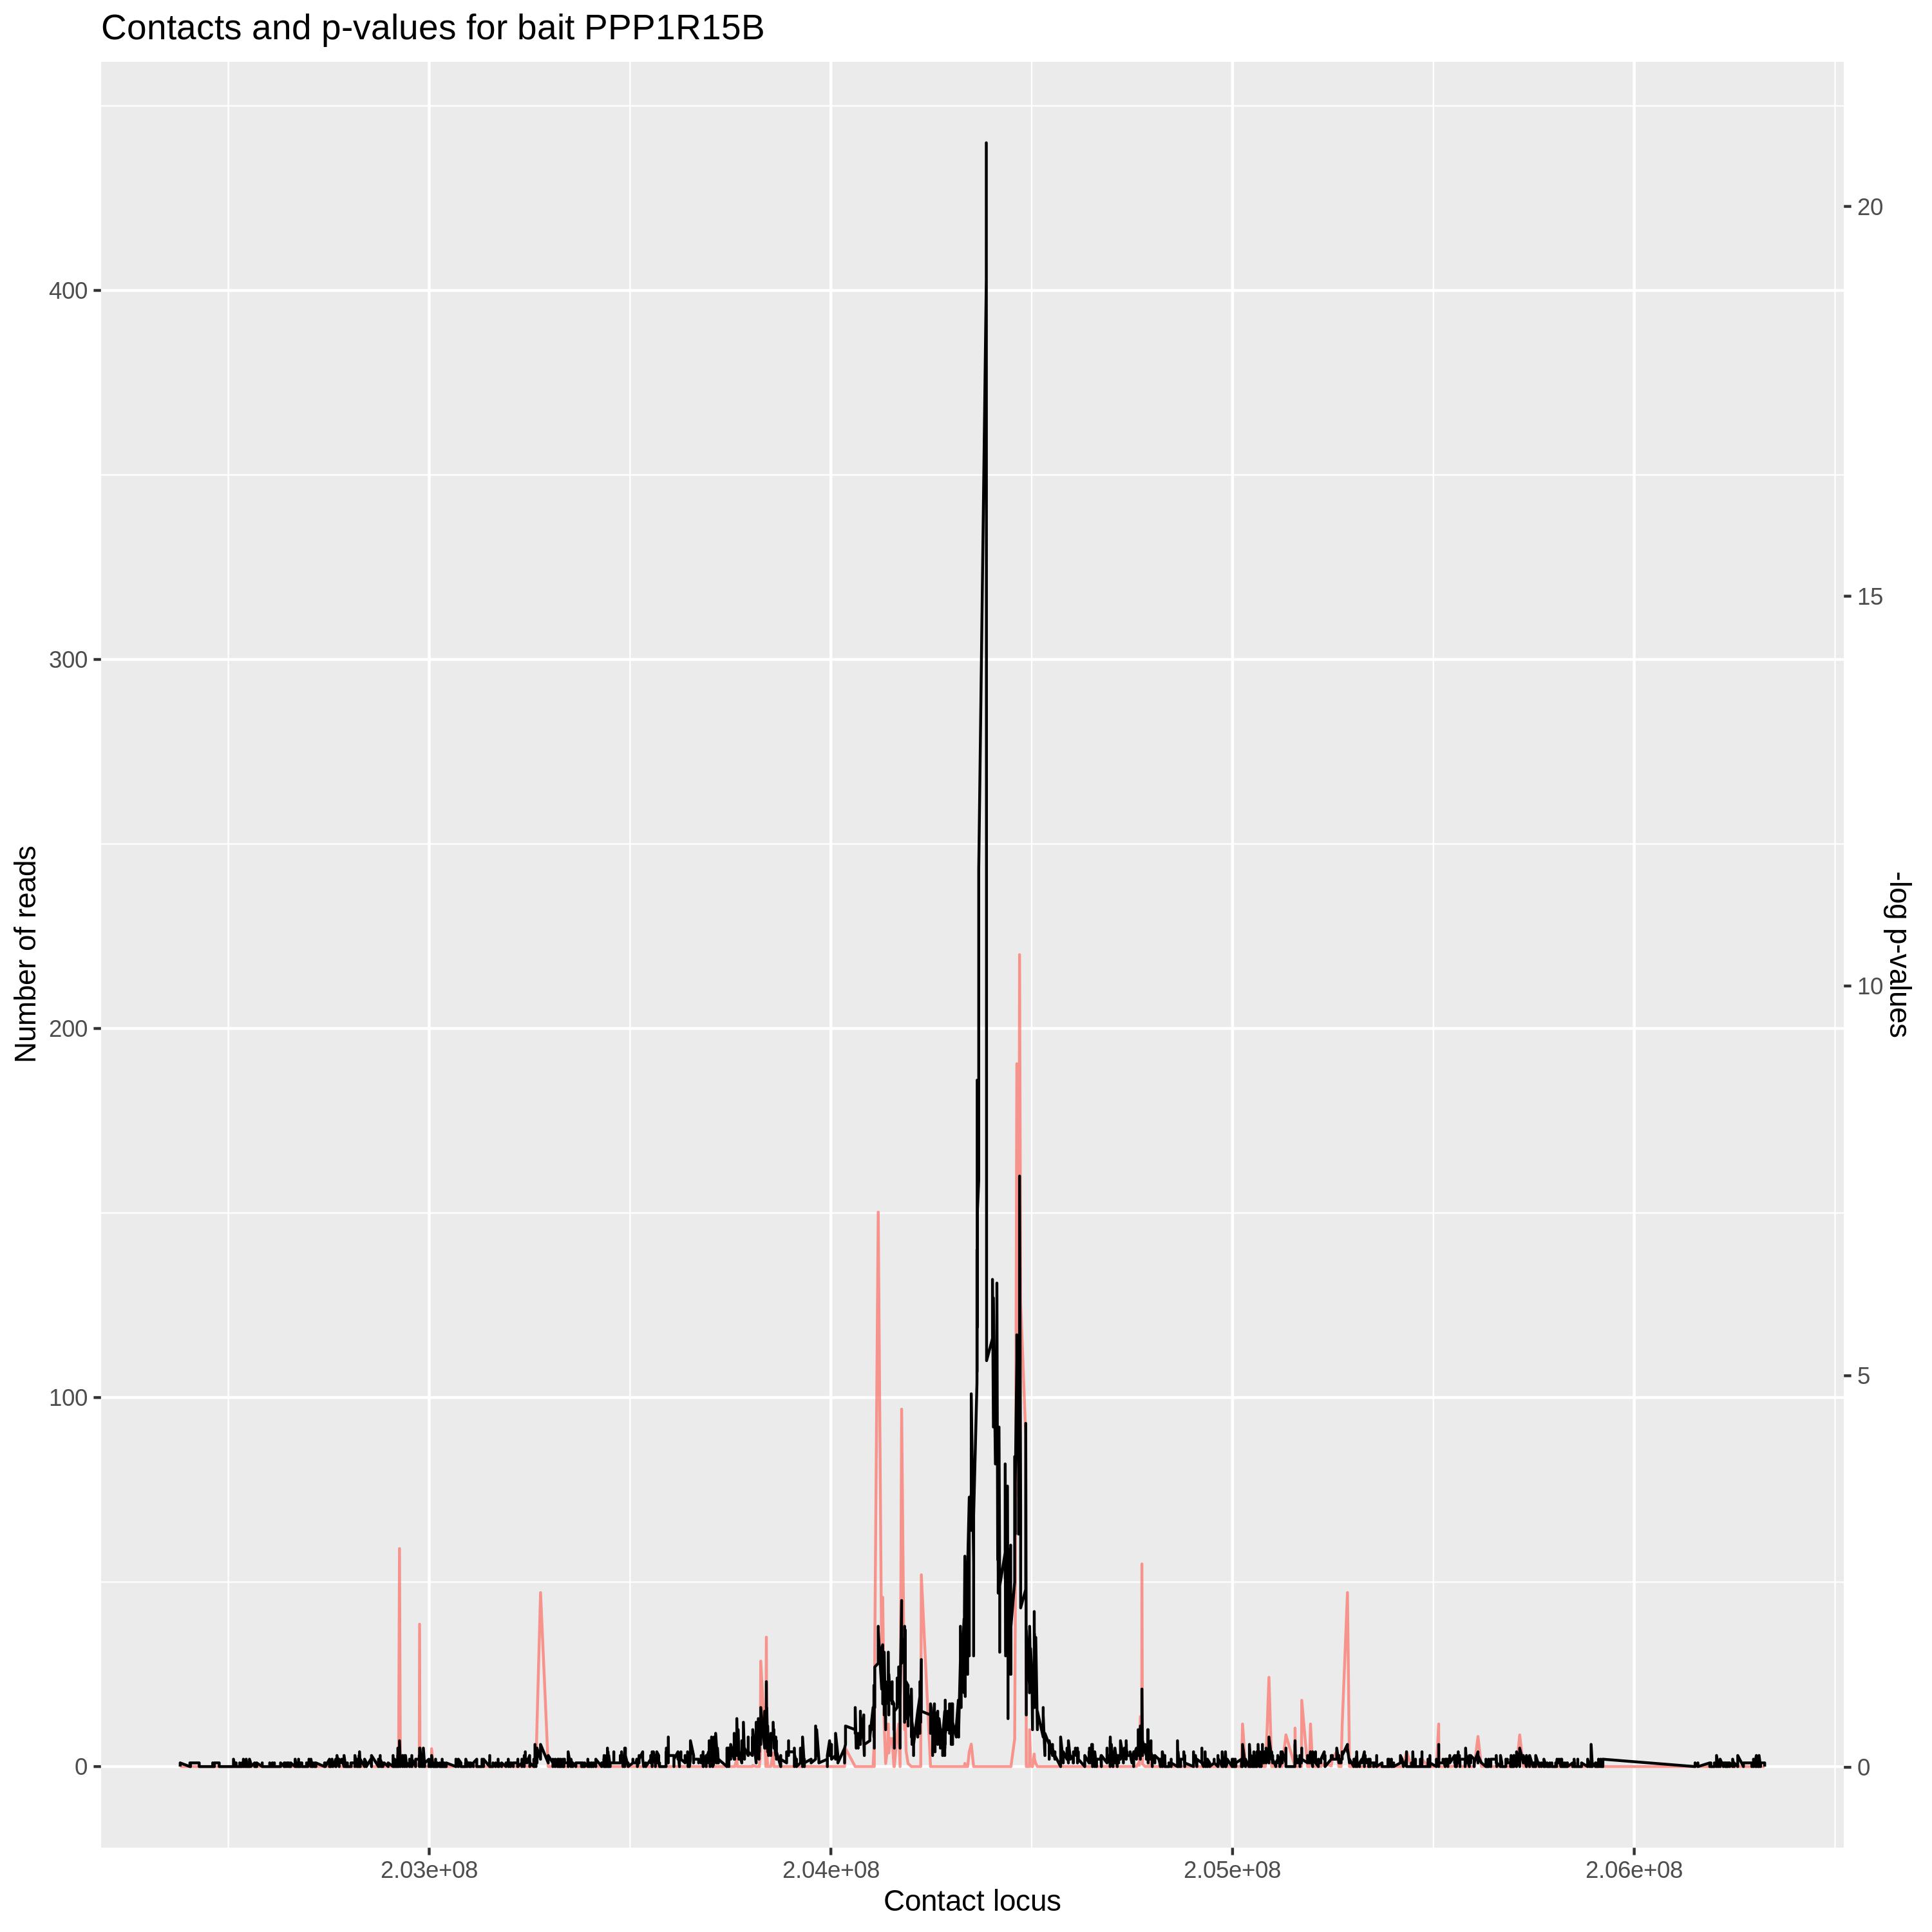 Contacts and p-values for bait PPP1R15B
400
300
200
100
0
Number of reads
20
15
10
5
0
-log p-values
2.03e+08
2.04e+08
2.05e+08
2.06e+08
Contact locus